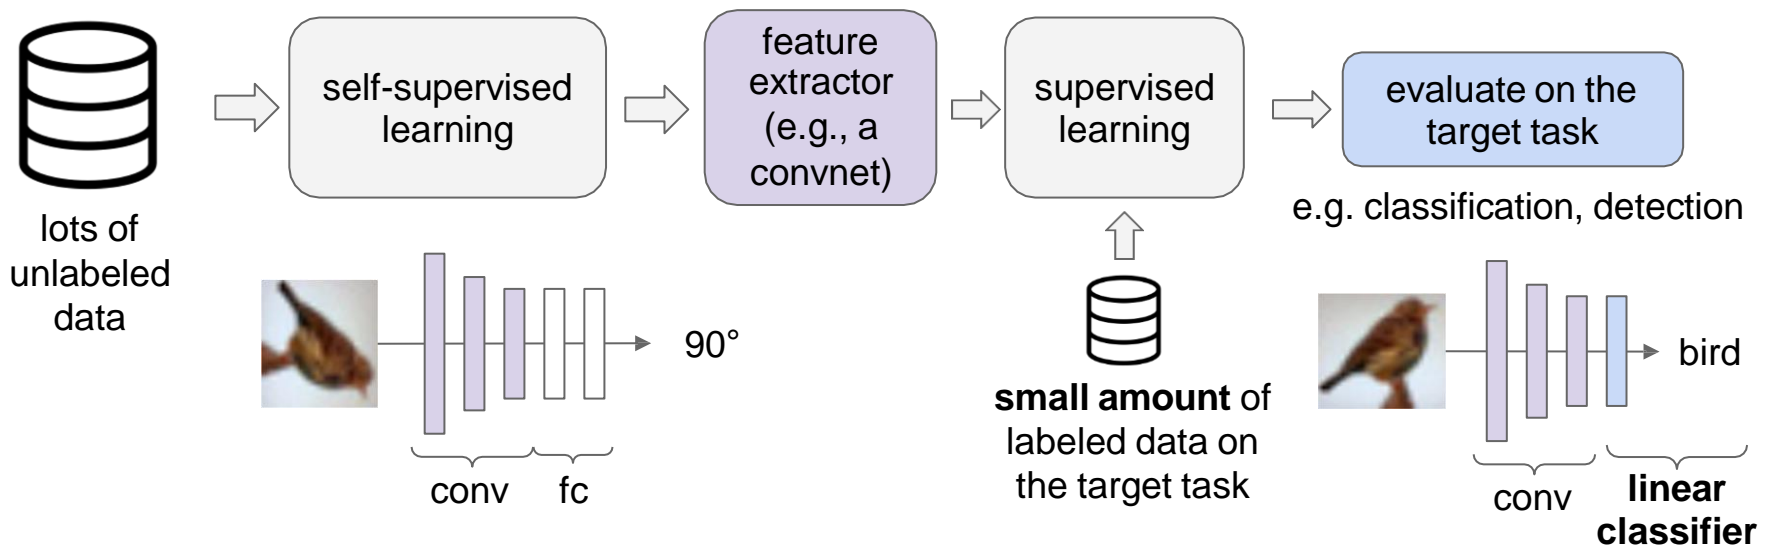 lots of
unlabeled
data
self-supervised
learning
feature
extractor
(e.g., a
convnet)
supervised
learning
evaluate on the
target task
e.g. classification, detection
90°
conv
fc
small amount of
labeled data on
the target task
bird
conv
linear
classifier